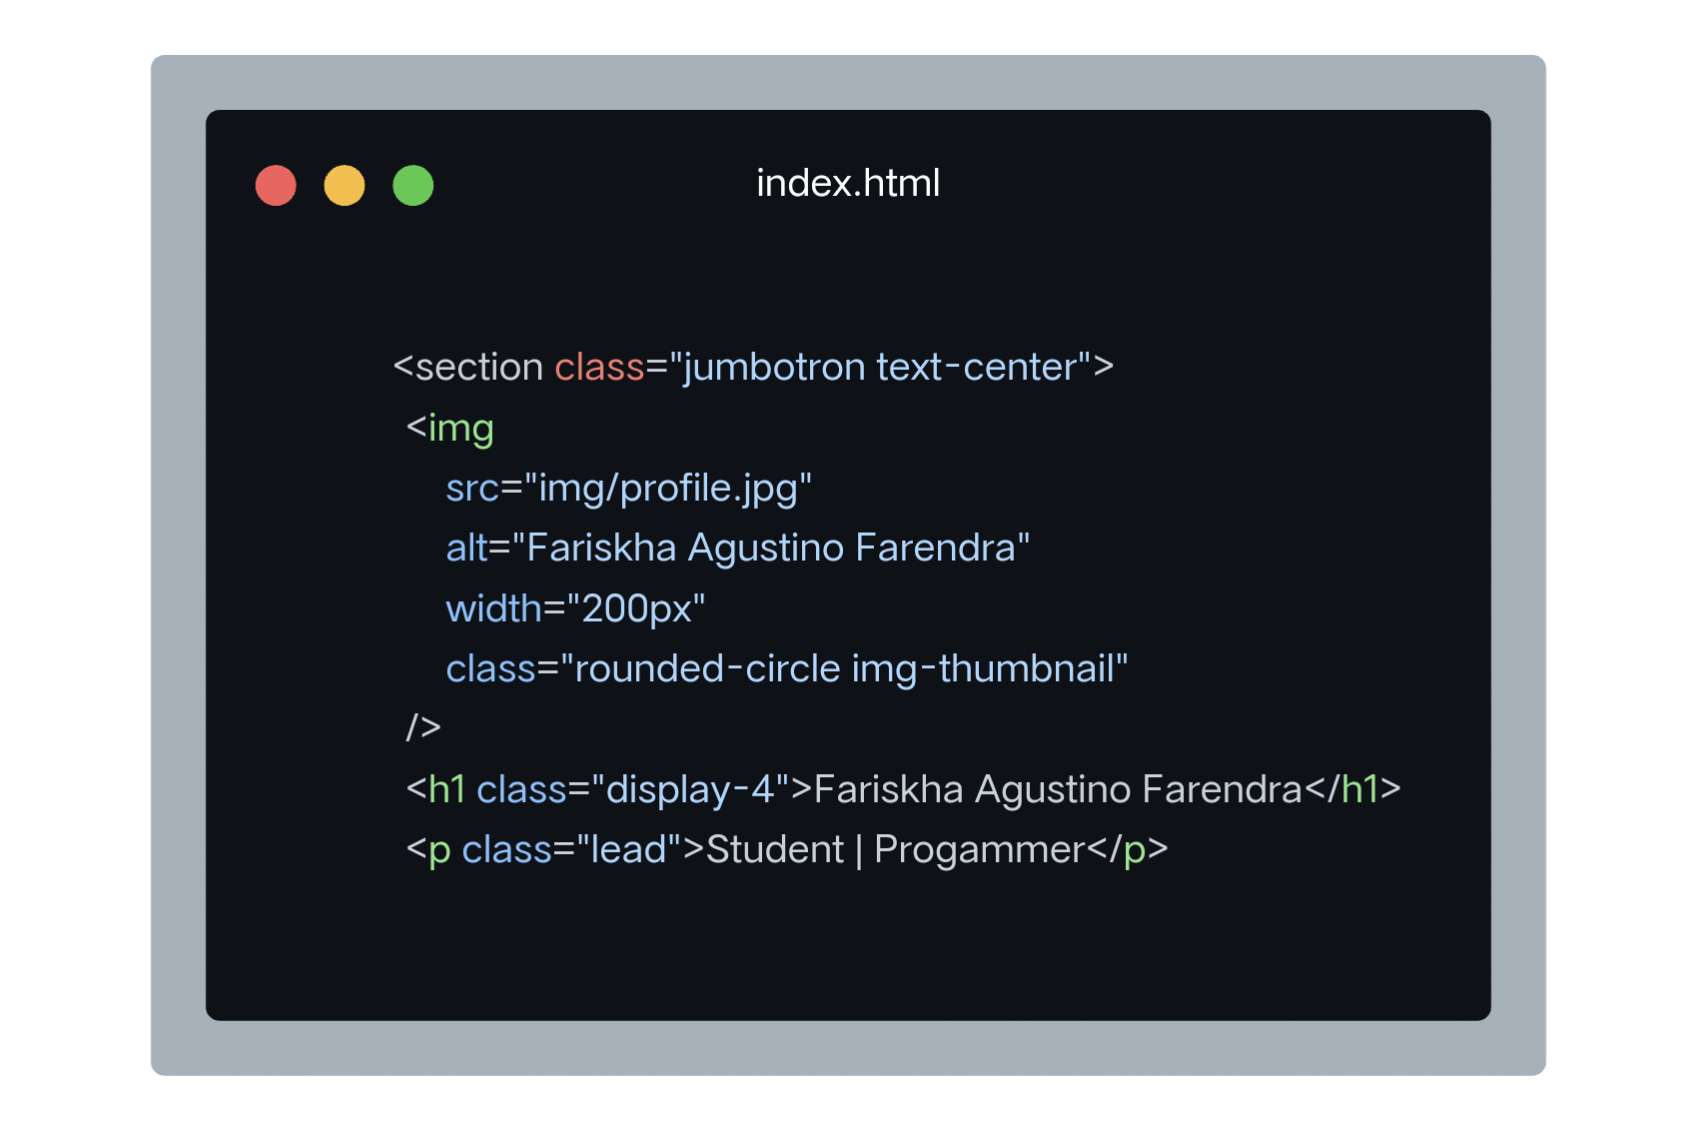 index.html
<section class="jumbotron text-center">
<img
src="img/profile.jpg"
alt="Fariskha Agustino Farendra"
width="200px"
class="rounded-circle img-thumbnail"
/>
<h1 class="display-4">Fariskha Agustino Farendra</h1>
<p class="lead">Student | Progammer</p>